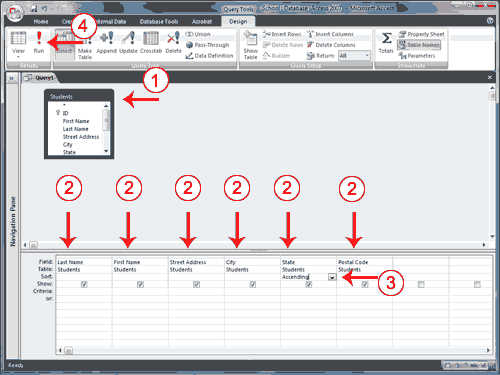 Query Tools
School : Database (Access 2007) - Microsoft Access
Home
External Data
Database Tools
Acrobat
Design
4
View
Run
Select
Make Table
Append
Update
Crosstab
Delete
Union
Pass-Through
Data Definition
Show Table
Insert Rows
Delete Rows
Builder
Insert Columns
Delete Columns
Return: All
Totals
Property Sheet
Table Names
Parameters
Results
Query Type
Query Setup
Show/Hide
Query1
1
Students
*
ID
First Name
Last Name
Street Address
City
State
Navigation Pane
2 2 2 2 2 2
Field: Last Name First Name Street Address City State Postal Code
Table: Students Students Students Students Students Students
Sort: Ascending
3
Show:
Criteria:
or:
Ready